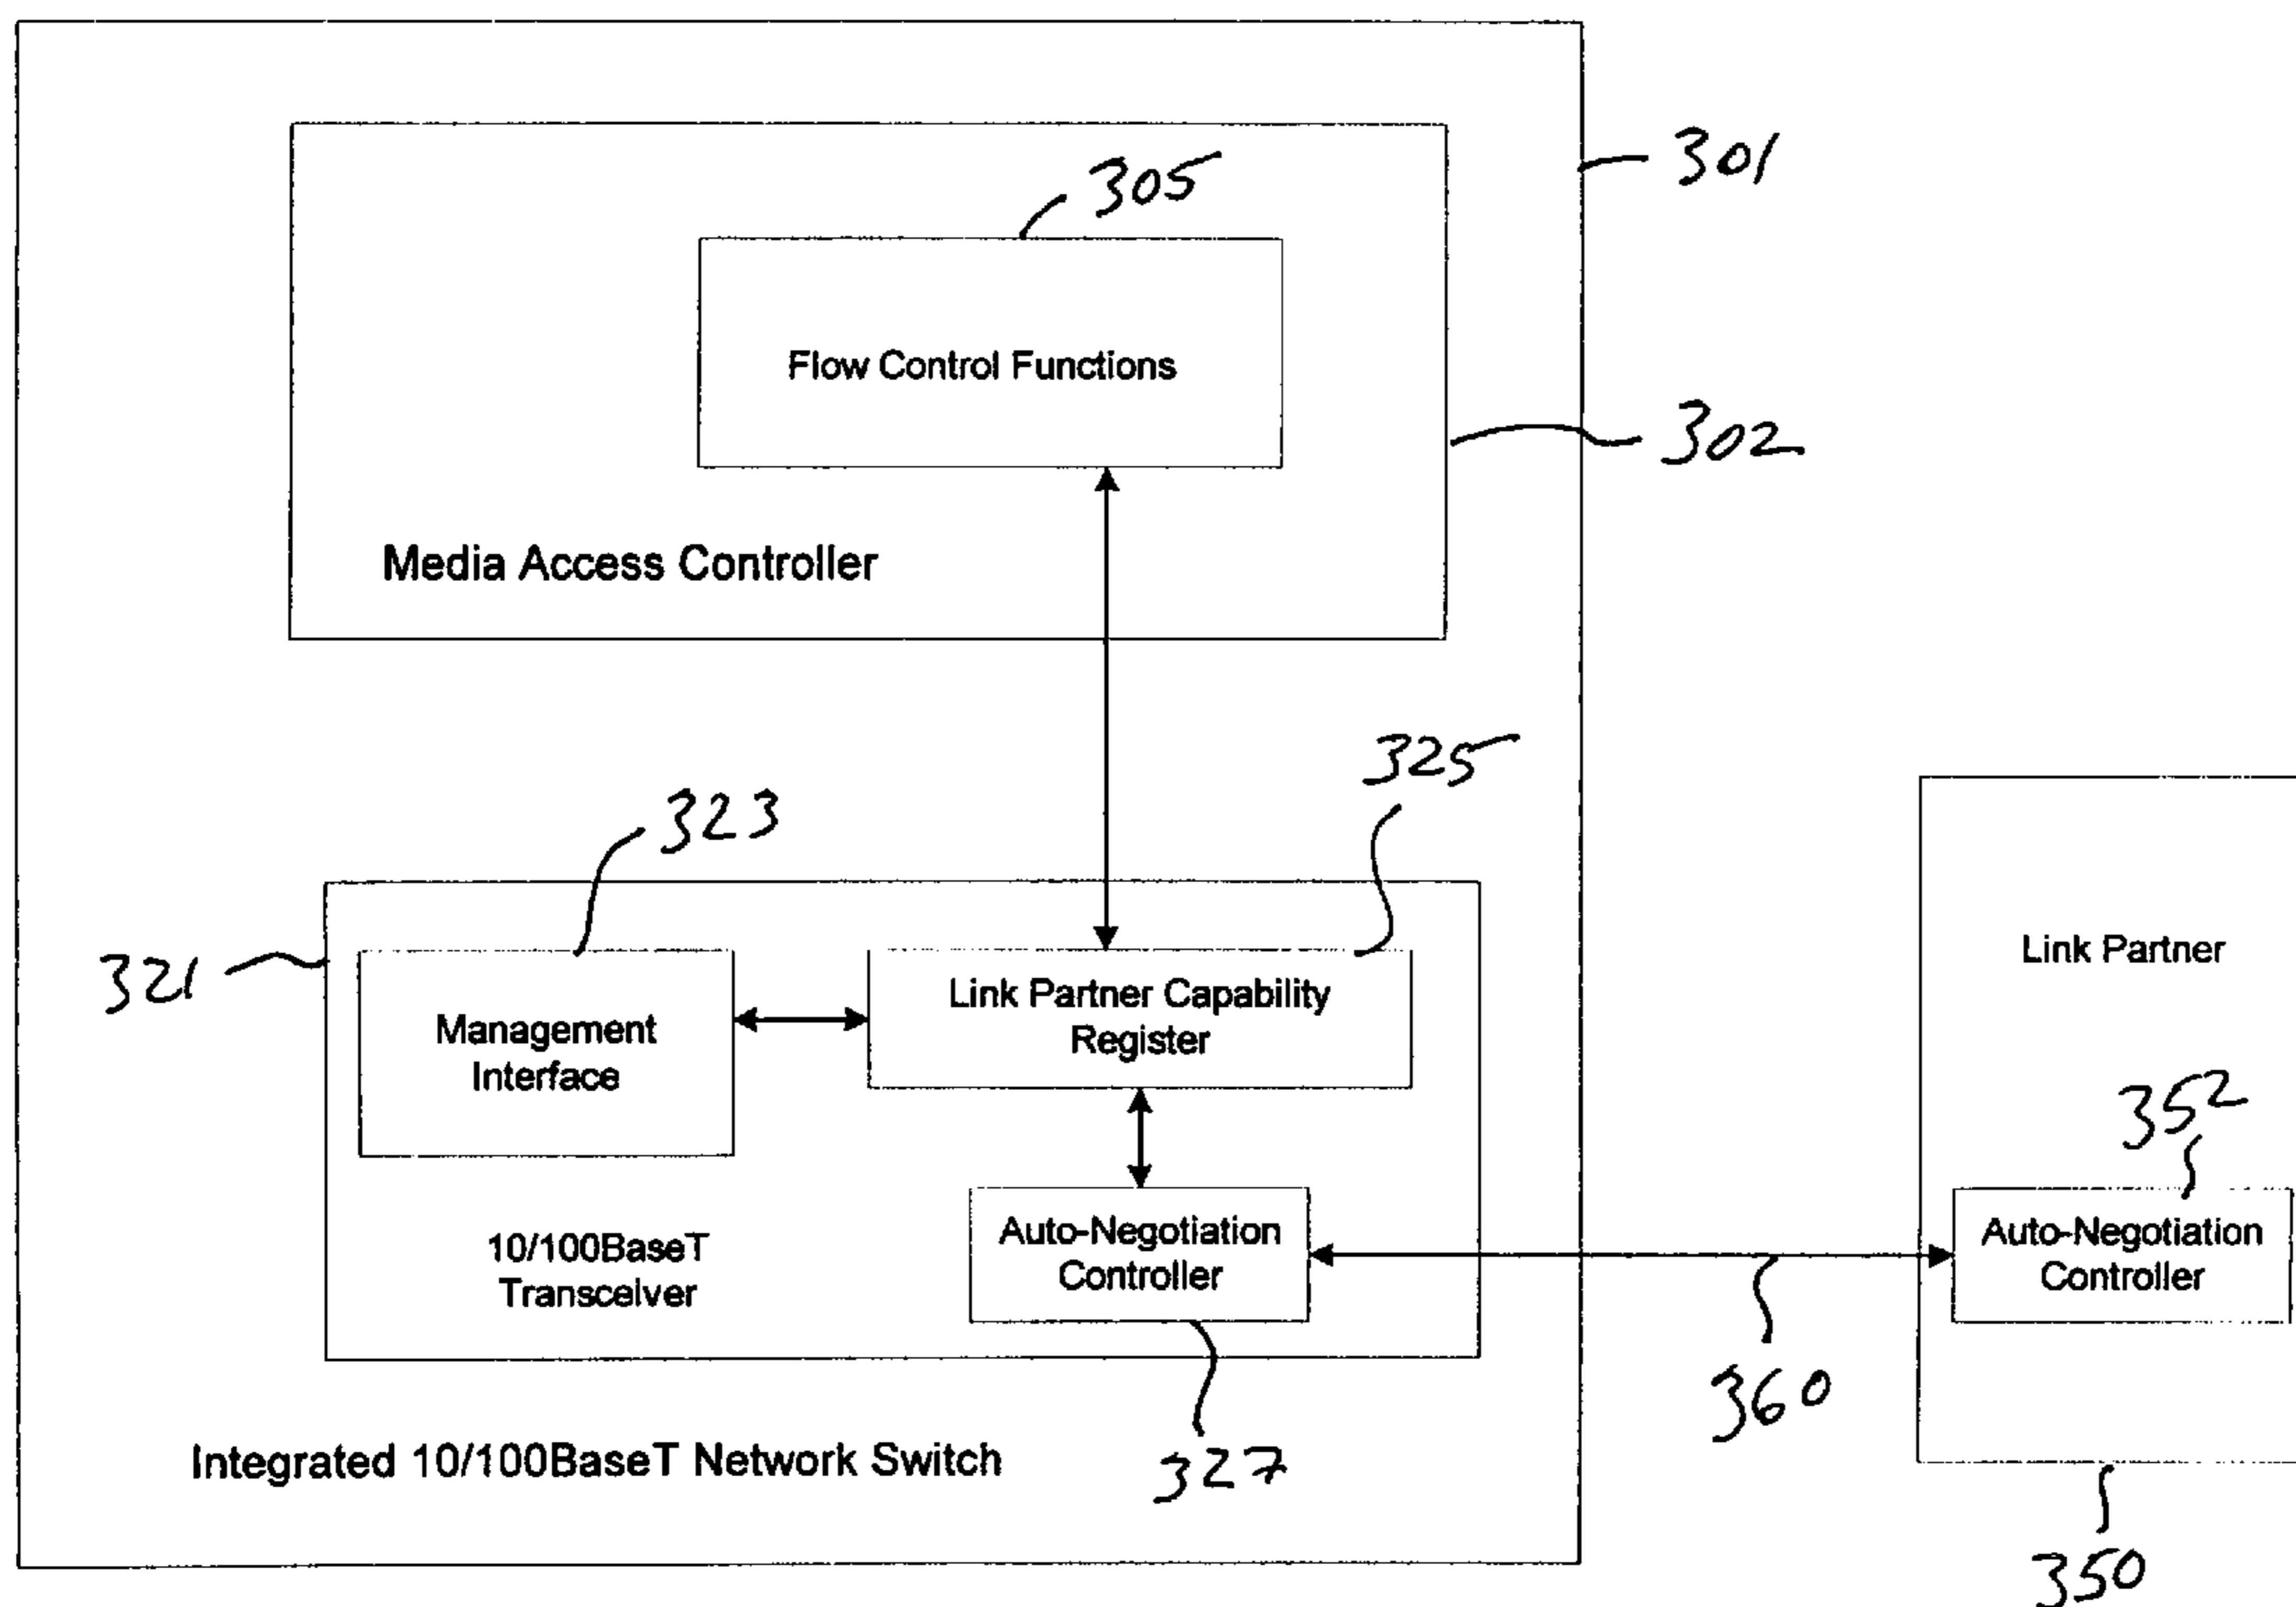 301
305
Flow Control Functions
302
Media Access Controller
325
323
321
Link Partner Capability
Register
Management
Interface
Link Partner
352
10/100BaseT
Transceiver
Auto-Negotiation
Controller
Auto-Negotiation
Controller
360
Integrated 10/100BaseT Network Switch
327
350